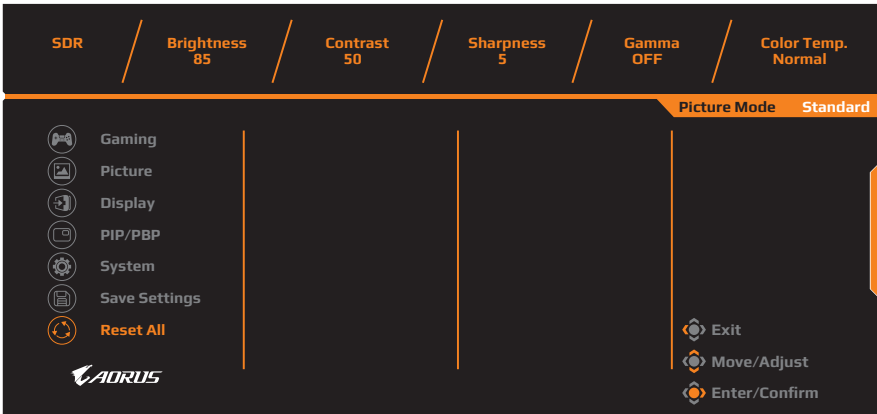 SDR Brightness Contrast Sharpness Gamma Color Temp.
85 50 5 OFF Normal
Picture Mode Standard
Gaming
Picture
Display
PIP/PBP
System
Save Settings
Reset All
Exit
Move/Adjust
Enter/Confirm
AORUS